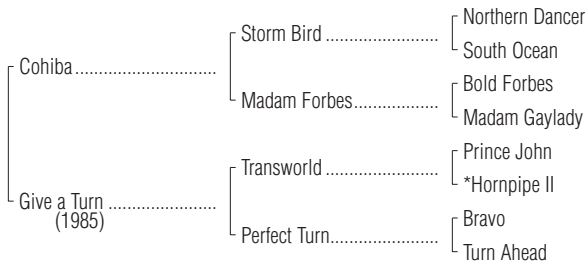 Northern Dancer
Storm Bird ........................
South Ocean
Cohiba ..............................
Bold Forbes
Madam Forbes..................
Madam Gaylady
Prince John
Transworld ........................
*Hornpipe II
Give a Turn .......................
(1985)
Bravo
Perfect Turn.......................
Turn Ahead